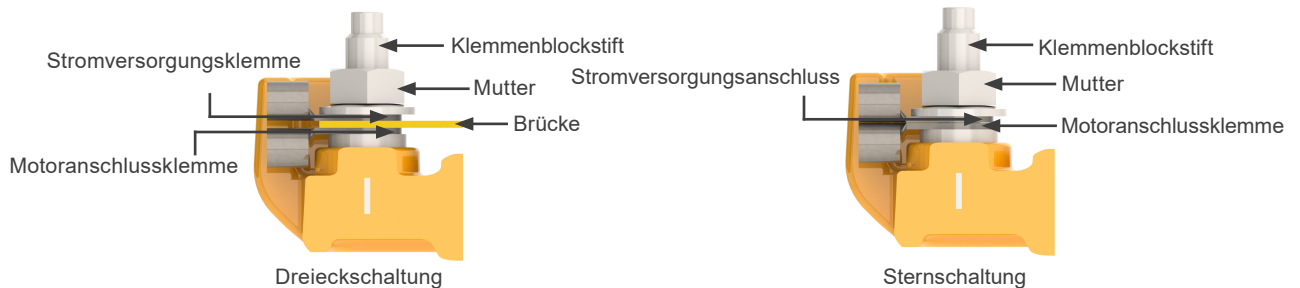 Klemmenblockstift
Stromversorgungsklemme
Mutter
Brücke
Motoranschlussklemme
Dreieckschaltung
Klemmenblockstift
Stromversorgungsanschluss
Mutter
Motoranschlussklemme
Sternschaltung